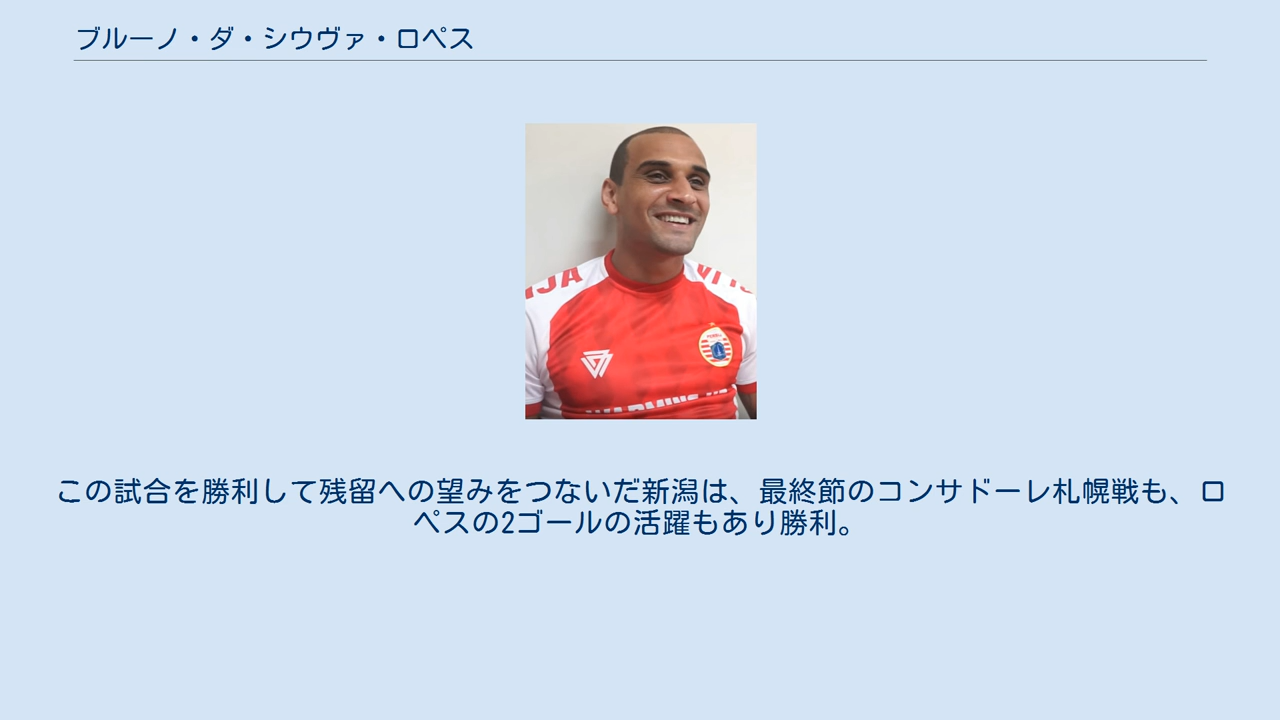 ブルーノ・ダ・シウヴァ・ロペス
この試合を勝利して残留への望みをつないだ新潟は、最終節のコンサドーレ札幌戦も、ロ
ペスの2ゴールの活躍もあり勝利。